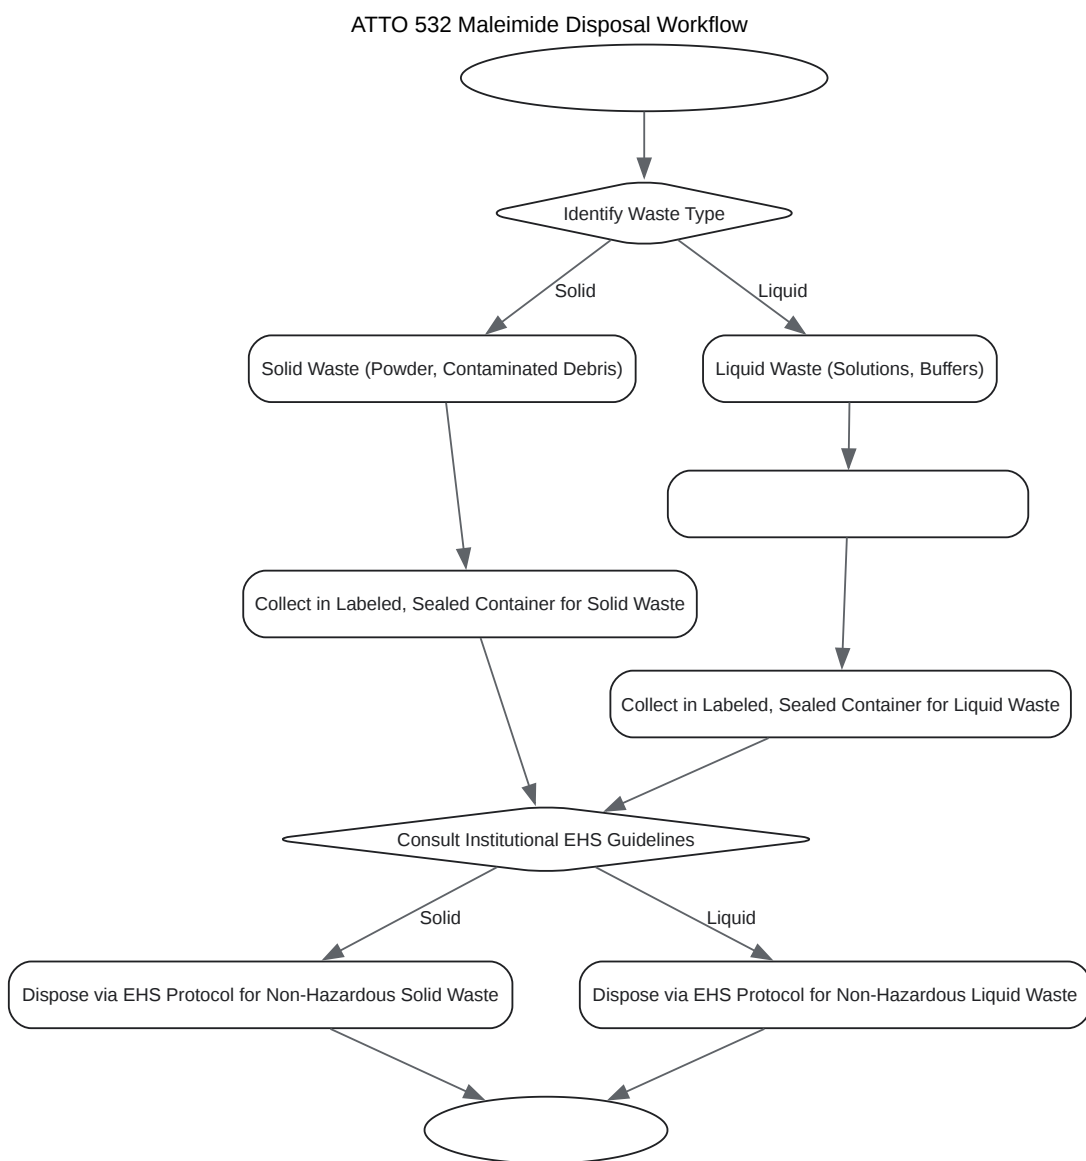 ATTO 532 Maleimide Disposal Workflow
Identify Waste Type
Solid
Liquid
Solid Waste (Powder, Contaminated Debris)
Liquid Waste (Solutions, Buffers)
Collect in Labeled, Sealed Container for Solid Waste
Collect in Labeled, Sealed Container for Liquid Waste
Consult Institutional EHS Guidelines
Solid
Liquid
Dispose via EHS Protocol for Non-Hazardous Solid Waste
Dispose via EHS Protocol for Non-Hazardous Liquid Waste